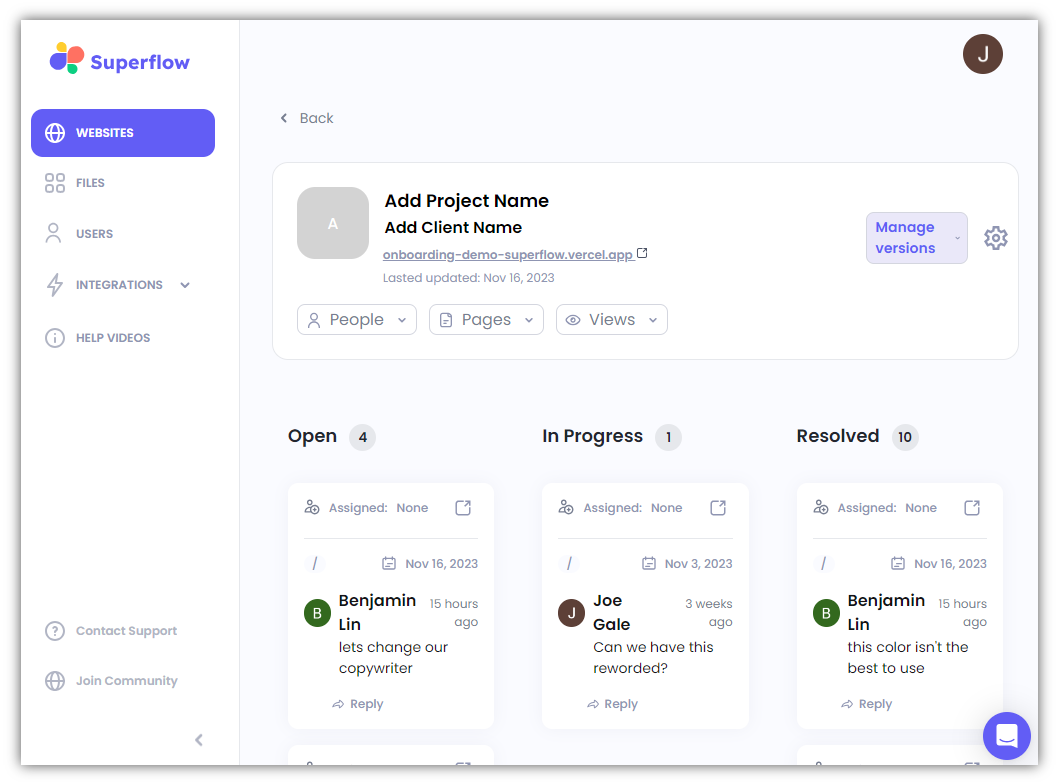 Superflow
J
WEBSITES
FILES
USERS
INTEGRATIONS
HELP VIDEOS
Contact Support
Join Community
Back
A
Add Project Name
Add Client Name
onboarding-demo-superflow.vercel.app
Last updated: Nov 16, 2023
Manage
versions
People
Pages
Views
Open 4
Assigned: None
/ Nov 16, 2023
B
Benjamin
Lin
15 hours
ago
lets change our
copywriter
Reply
In Progress 1
Assigned: None
/ Nov 3, 2023
J
Joe
Gale
3 weeks
ago
Can we have this
reworded?
Reply
Resolved 10
Assigned: None
/ Nov 16, 2023
B
Benjamin
Lin
15 hours
ago
this color isn't the
best to use
Reply